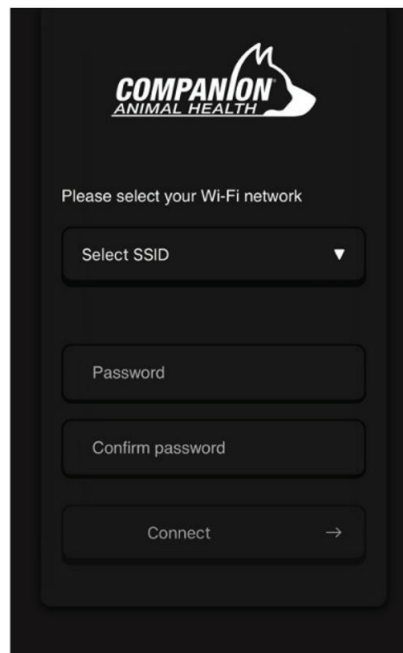 COMPANION
ANIMAL HEALTH
Please select your Wi-Fi network
Select SSID
Password
Confirm password
Connect